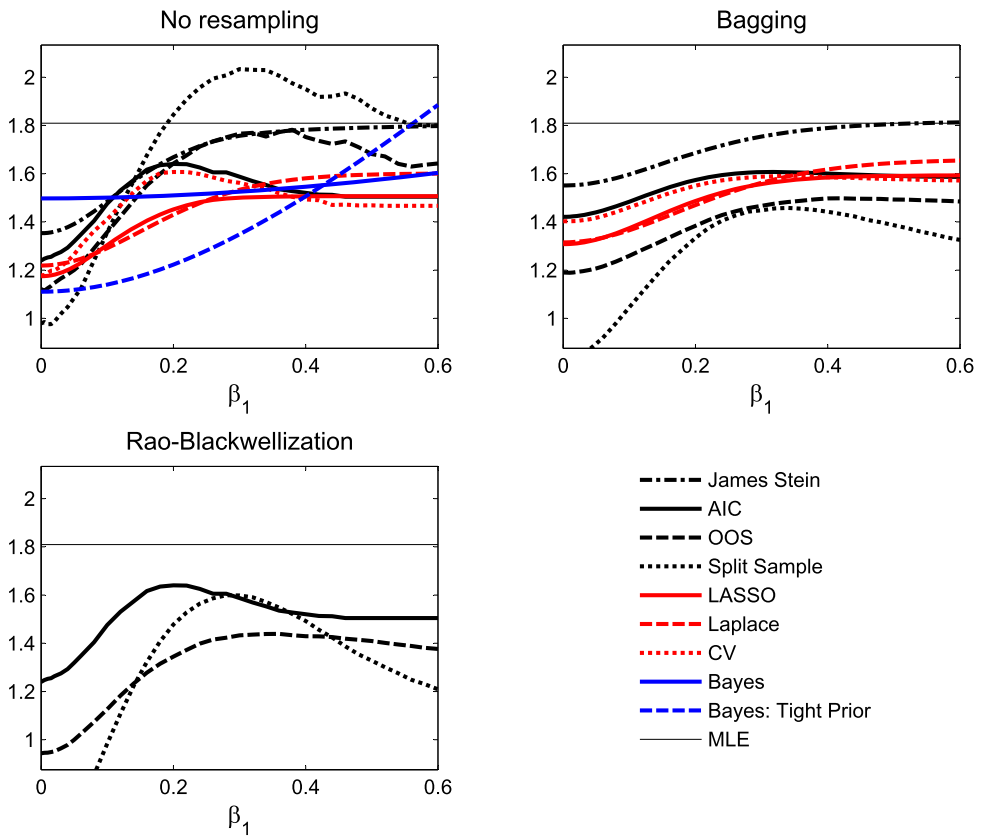 No resampling
2
1.8
1.6
1.4
1.2
1
0 0.2 0.4 0.6
β1
Bagging
2
1.8
1.6
1.4
1.2
1
0 0.2 0.4 0.6
β1
Rao-Blackwellization
2
1.8
1.6
1.4
1.2
1
0 0.2 0.4 0.6
β1
James Stein
AIC
OOS
Split Sample
LASSO
Laplace
CV
Bayes
Bayes: Tight Prior
MLE